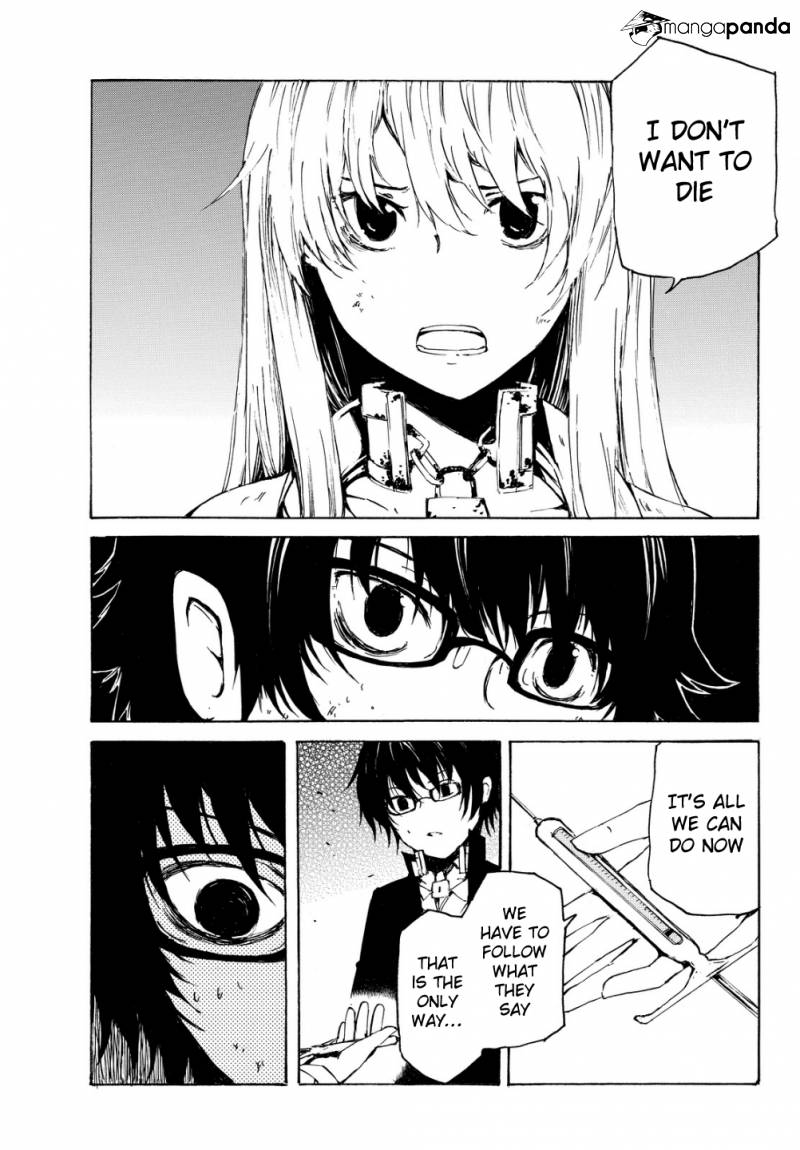 mangapanda
I DON'T
WANT TO
DIE
IT'S ALL
WE CAN
DO NOW
WE
HAVE TO
FOLLOW
WHAT
THEY
SAY
THAT
IS THE
ONLY
WAY...